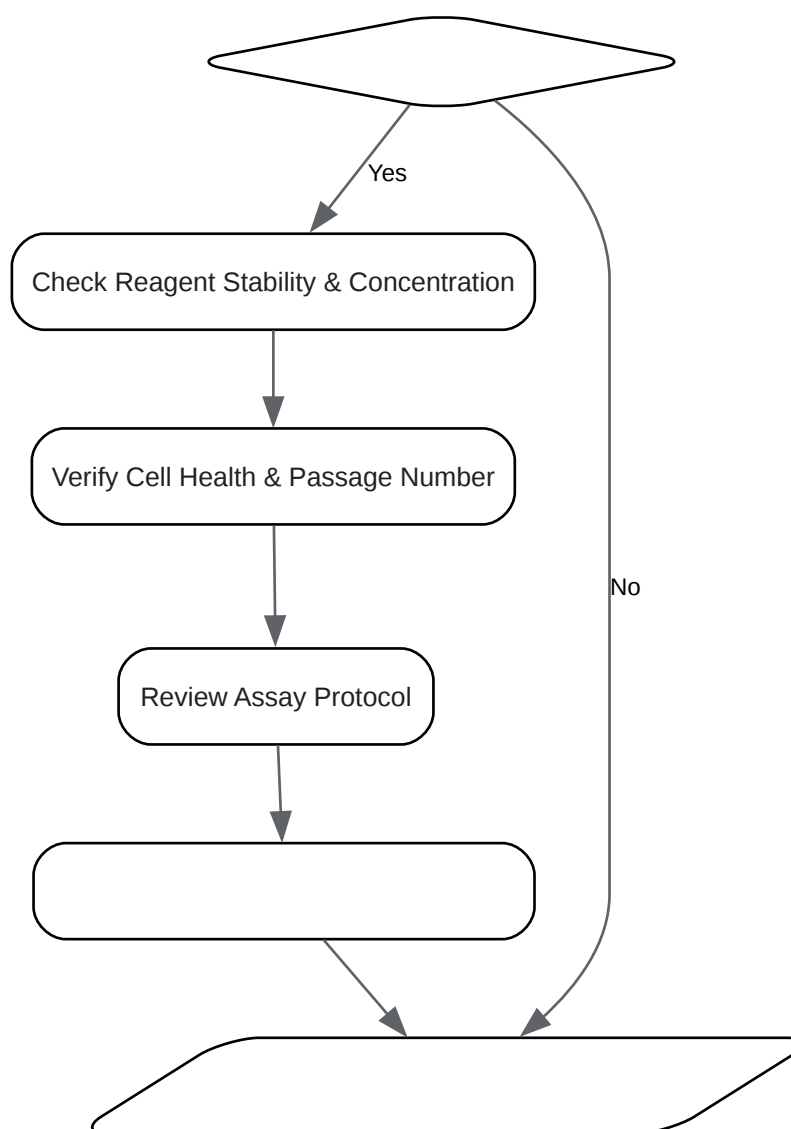 Yes
Check Reagent Stability & Concentration
Verify Cell Health & Passage Number
No
Review Assay Protocol